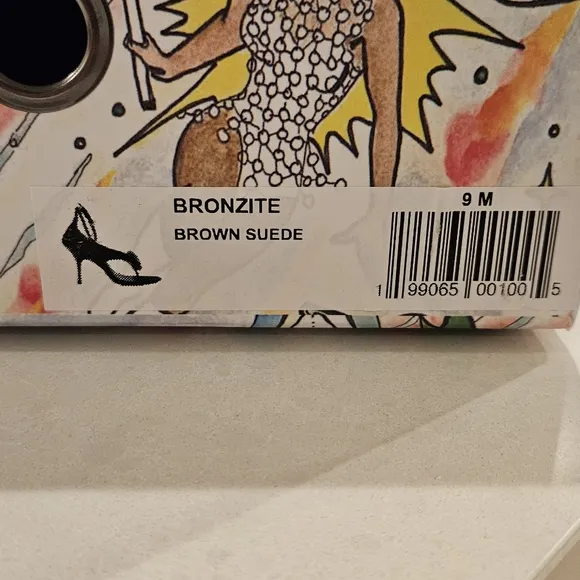 BRONZITE
BROWN SUEDE
9 M
1 99065 00100 5